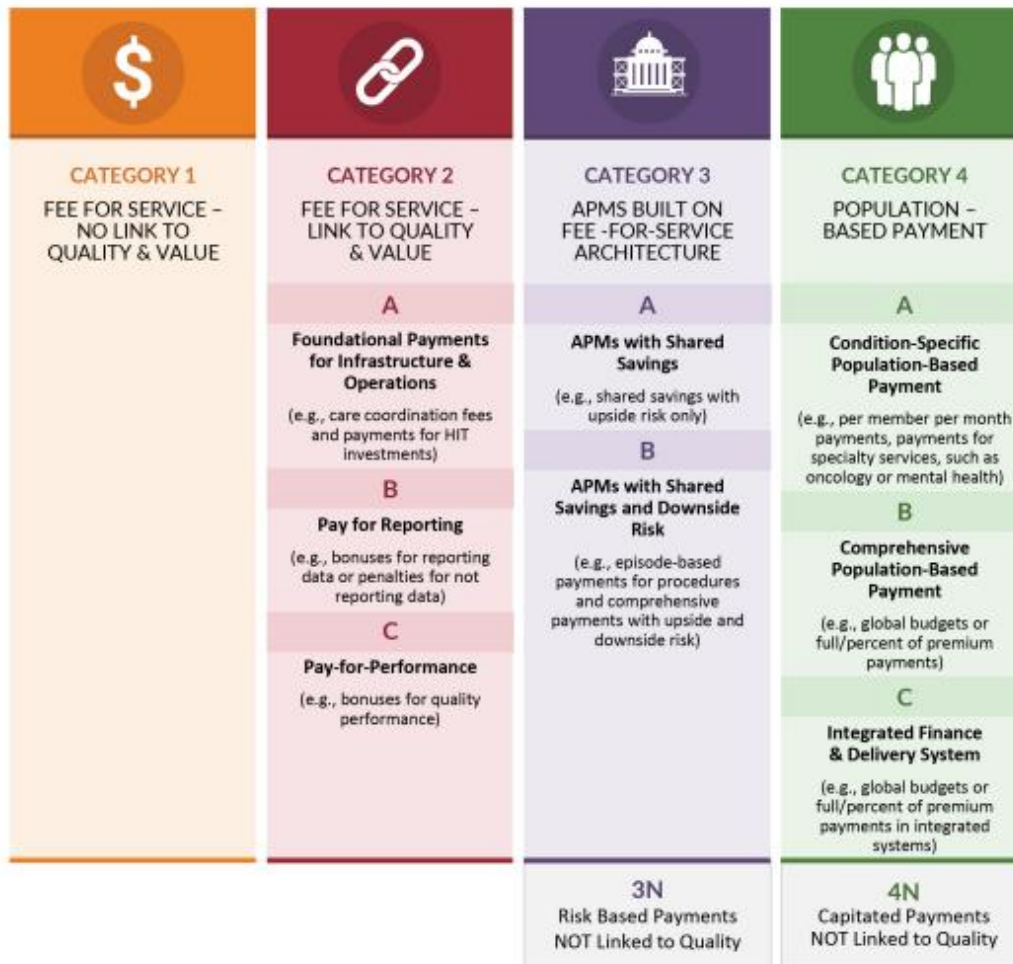 $
CATEGORY 1
FEE FOR SERVICE –
NO LINK TO
QUALITY & VALUE
CATEGORY 2
FEE FOR SERVICE –
LINK TO QUALITY
& VALUE
A
Foundational Payments
for Infrastructure &
Operations
(e.g., care coordination fees
and payments for HIT
investments)
B
Pay for Reporting
(e.g., bonuses for reporting
data or penalties for not
reporting data)
C
Pay-for-Performance
(e.g., bonuses for quality
performance)
CATEGORY 3
APMS BUILT ON
FEE -FOR-SERVICE
ARCHITECTURE
A
APMs with Shared
Savings
(e.g., shared savings with
upside risk only)
B
APMs with Shared
Savings and Downside
Risk
(e.g., episode-based
payments for procedures
and comprehensive
payments with upside and
downside risk)
3N
Risk Based Payments
NOT Linked to Quality
CATEGORY 4
POPULATION –
BASED PAYMENT
A
Condition-Specific
Population-Based
Payment
(e.g., per member per month
payments, payments for
specialty services, such as
oncology or mental health)
B
Comprehensive
Population-Based
Payment
(e.g., global budgets or
full/percent of premium
payments)
C
Integrated Finance
& Delivery System
(e.g., global budgets or
full/percent of premium
payments in integrated
systems)
4N
Capitated Payments
NOT Linked to Quality